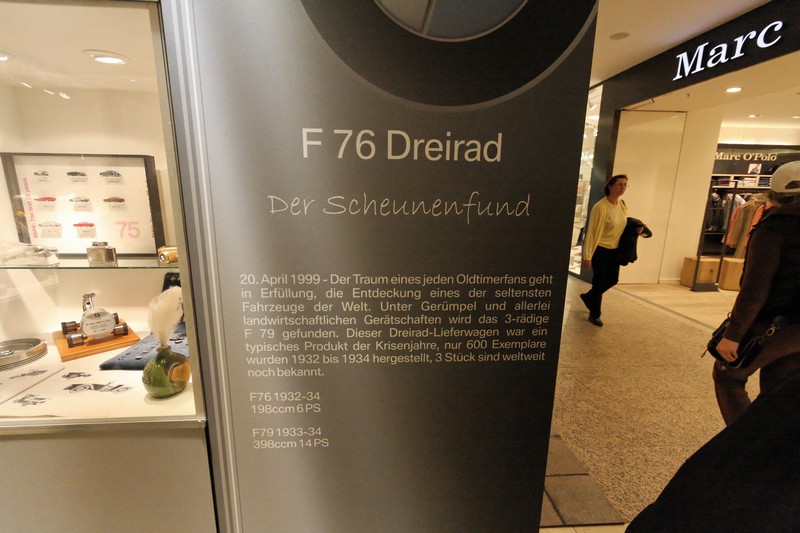 F 76 Dreirad
Der Scheunenfund
20. April 1999 - Der Traum eines jeden Oldtimerfans geht
in Erfüllung, die Entdeckung eines der seltensten
Fahrzeuge der Welt. Unter Gerümpel und allerlei
landwirtschaftlichen Gerätschaften wird das 3-rädige
F 79 gefunden. Dieser Dreirad-Lieferwagen war ein
typisches Produkt der Krisenjahre, nur 600 Exemplare
wurden 1932 bis 1934 hergestellt, 3 Stück sind weltweit
noch bekannt.
F76 1932-34
198ccm 6 PS
F79 1933-34
398ccm 14 PS
75
Marc
Marc O'Polo